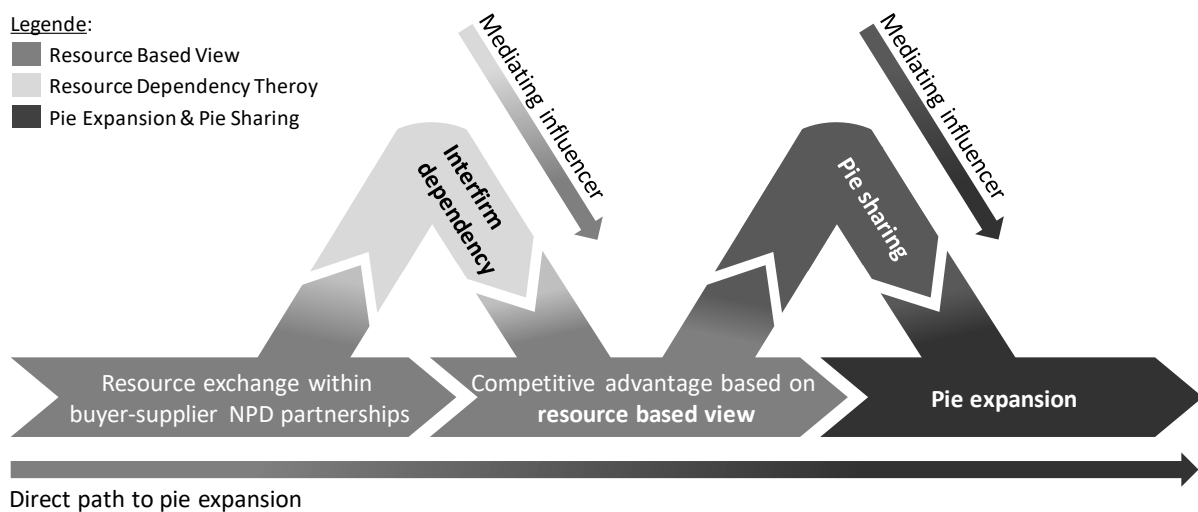 Legende:
Resource Based View
Resource Dependency Theroy
Pie Expansion & Pie Sharing
Interfirm
dependency
Mediating influencer
Pie sharing
Mediating influencer
Resource exchange within
buyer-supplier NPD partnerships
Competitive advantage based on
resource based view
Pie expansion
Direct path to pie expansion